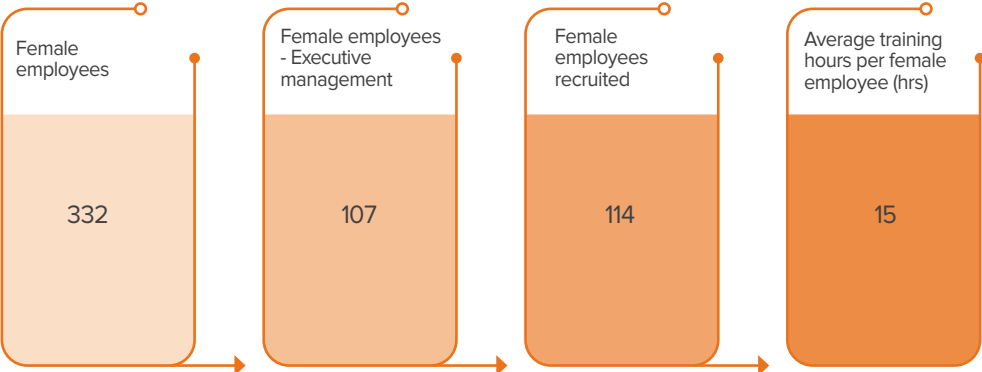 Female
employees
332
Female employees
- Executive
management
107
Female
employees
recruited
114
Average training
hours per female
employee (hrs)
15